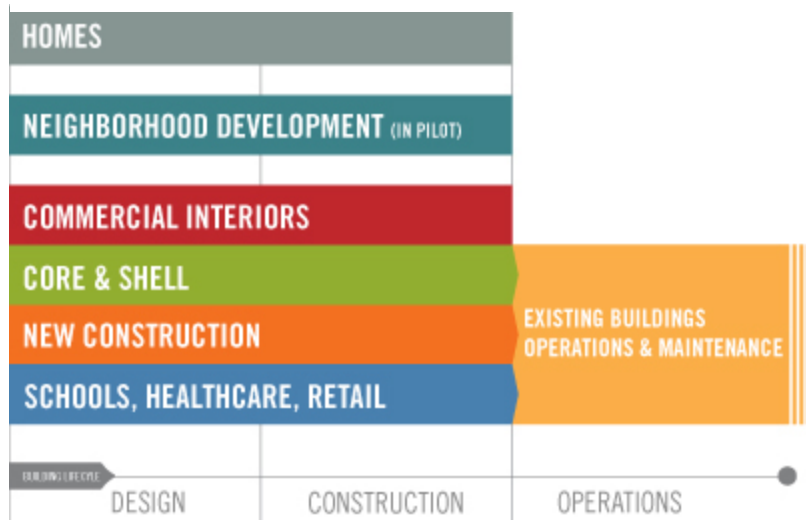 HOMES
NEIGHBORHOOD DEVELOPMENT (IN PILOT)
COMMERCIAL INTERIORS
CORE & SHELL
NEW CONSTRUCTION
SCHOOLS, HEALTHCARE, RETAIL
EXISTING BUILDINGS
OPERATIONS & MAINTENANCE
BUILDING LIFECYLE
DESIGN
CONSTRUCTION
OPERATIONS